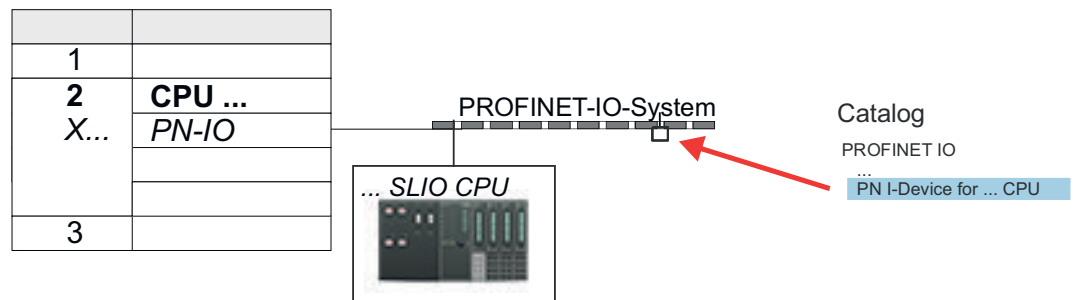 1
2 CPU ...
X... PN-IO
3
PROFINET-IO-System
... SLIO CPU
Catalog
PROFINET IO
...
PN I-Device for ... CPU